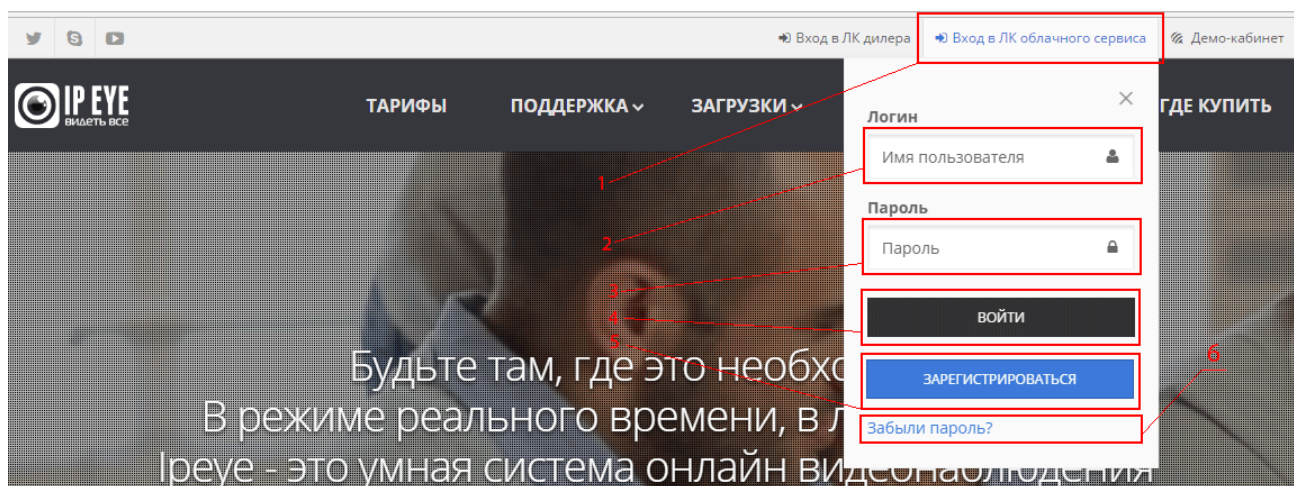 Вход в ЛК дилера Вход в ЛК облачного сервиса Демо-кабинет
IP EYE
ВИДЕТЬ ВСЕ
ТАРИФЫ ПОДДЕРЖКА ЗАГРУЗКИ ГДЕ КУПИТЬ
Логин
Имя пользователя
1
Пароль
2
Пароль
3
4
ВОЙТИ
5
6
ЗАРЕГИСТРИРОВАТЬСЯ
Забыли пароль?
Будьте там, где это необхо
В режиме реального времени, в л
Ipeye - это умная система онлайн видеонаблюдения